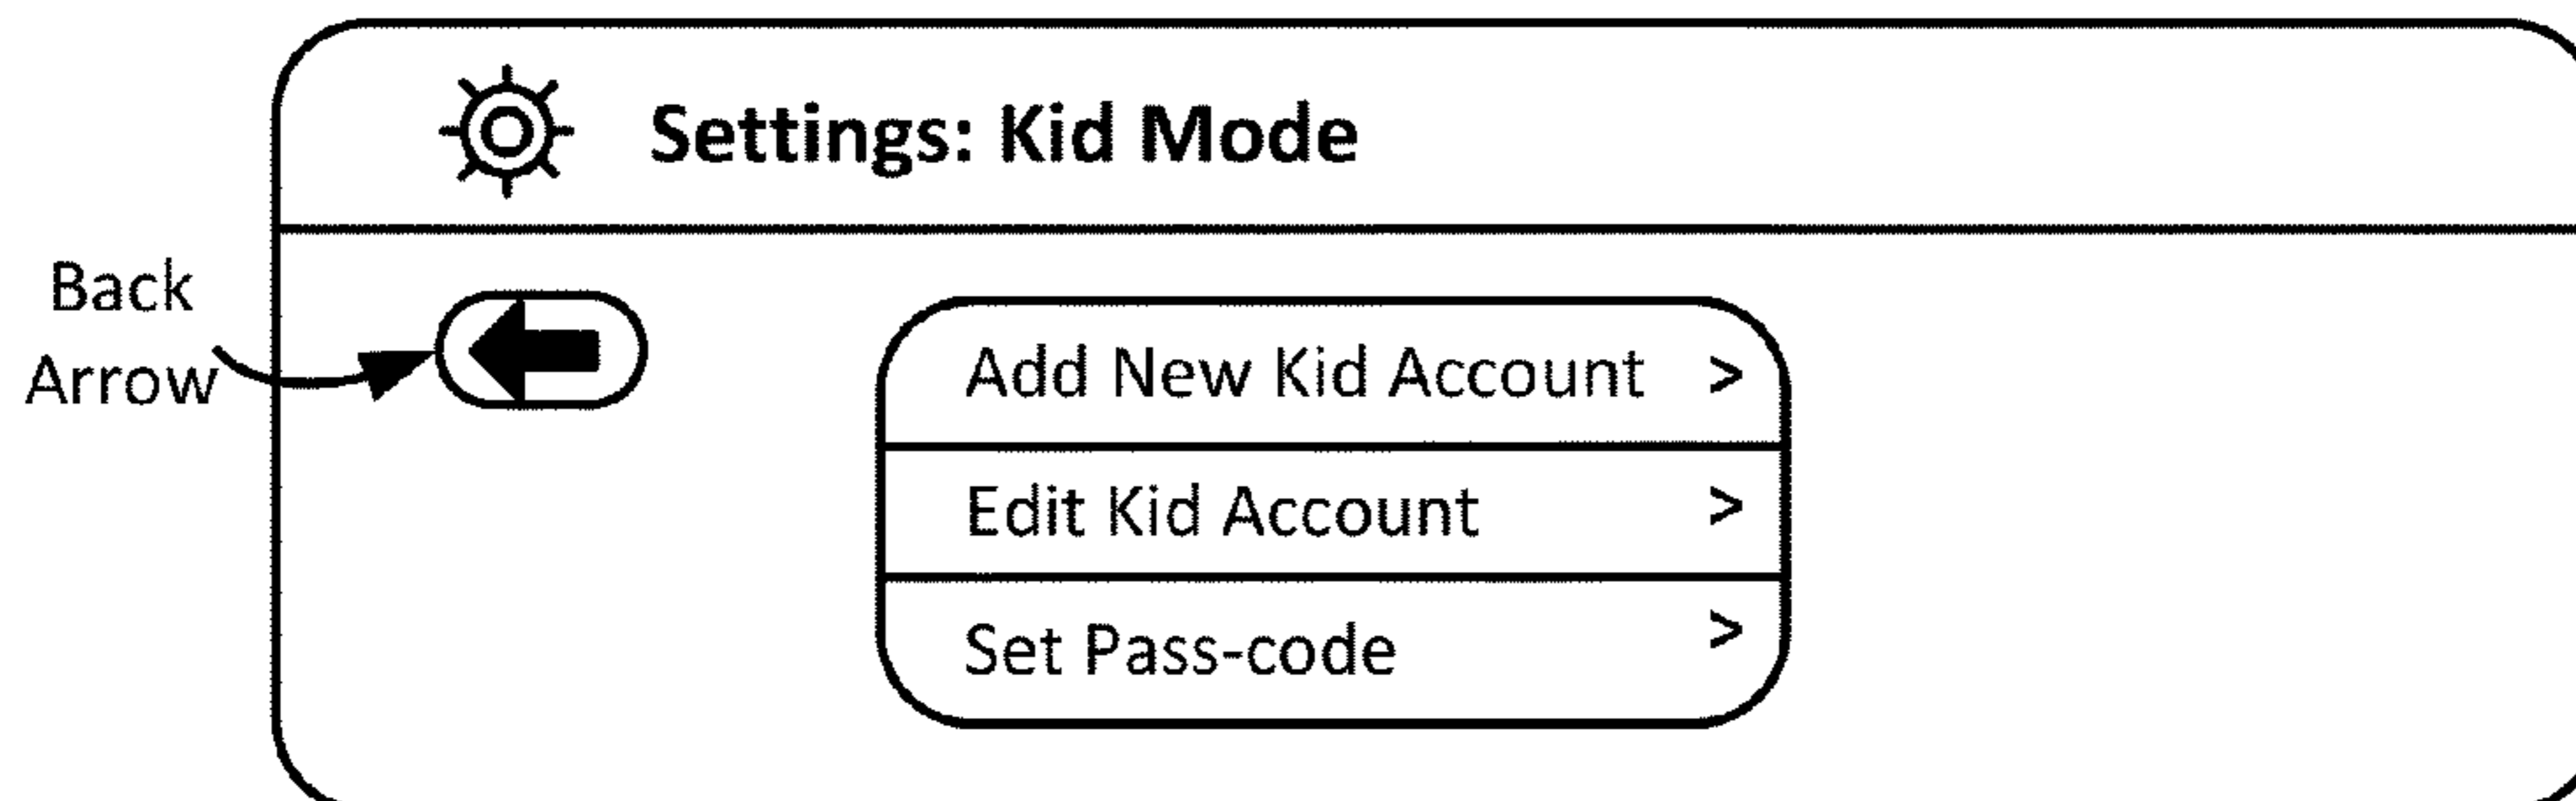 Settings: Kid Mode
Back
Arrow
Add New Kid Account >
Edit Kid Account >
Set Pass-code >